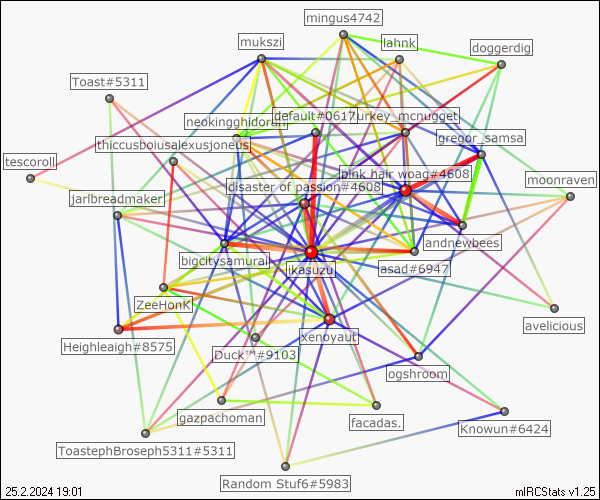 mingus4742
mukszi
lahnk
doggerdig
Toast#5311
neokingghidorah
default#0617
turkey_mcnugget
gregor_samsa
thiccusboiusalexusjoneus
tescoroll
pink hair woag#4608
moonraven
disaster of passion#4608
jarlbreadmaker
andnewbees
bigcitysamurai
ikasuzu
asad#6947
ZeeHonK
avelicious
xenoyaut
Heighleaigh#8575
Duck™#9103
ogshroom
gazpachoman
facadas.
Knowun#6424
ToastephBroseph5311#5311
Random Stuf6#5983
25.2.2024 19:01
mIRCStats v1.25